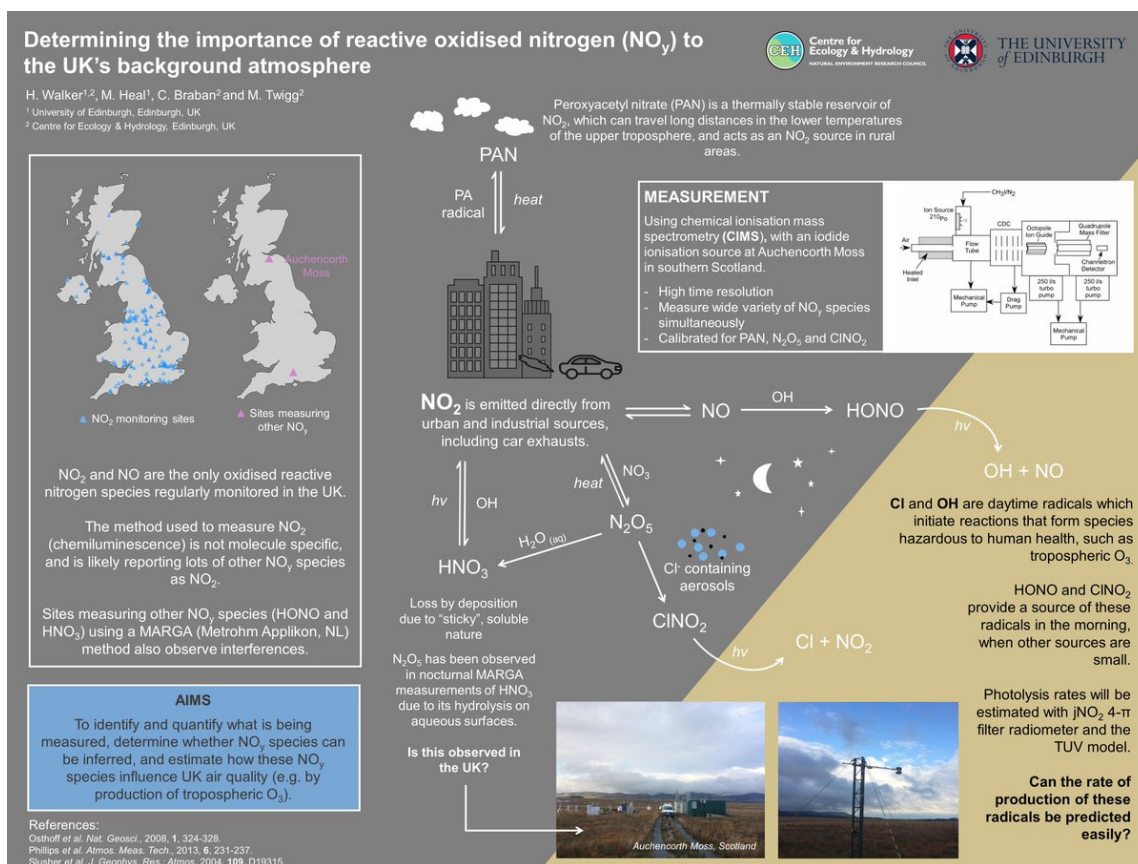 Determining the importance of reactive oxidised nitrogen (NOy) to
the UK's background atmosphere
H. Walker1,2, M. Heal1, C. Braban2 and M. Twigg2
1 University of Edinburgh, Edinburgh, UK
2 Centre for Ecology & Hydrology, Edinburgh, UK
CEH
Centre for
Ecology & Hydrology
NATURAL ENVIRONMENT RESEARCH COUNCIL
THE UNIVERSITY
of EDINBURGH
Auchencorth
Moss
NO2 monitoring sites
Sites measuring
other NOy
NO2 and NO are the only oxidised reactive
nitrogen species regularly monitored in the UK.
The method used to measure NO2
(chemiluminescence) is not molecule specific,
and is likely reporting lots of other NOy species
as NO2.
Sites measuring other NOy species (HONO and
HNO3) using a MARGA (Metrohm Applikon, NL)
method also observe interferences.
AIMS
To identify and quantify what is being
measured, determine whether NOy species can
be inferred, and estimate how these NOy
species influence UK air quality (e.g. by
production of tropospheric O3).
References:
Osthoff et al. Nat. Geosci., 2008, 1, 324-328.
Phillips et al. Atmos. Meas. Tech., 2013, 6, 231-237.
Slusher et al. J. Geophys. Res.: Atmos. 2004, 109, D19315.
Peroxyacetyl nitrate (PAN) is a thermally stable reservoir of
NO2, which can travel long distances in the lower temperatures
of the upper troposphere, and acts as an NO2 source in rural
areas.
PAN
PA
radical
heat
NO2 is emitted directly from
urban and industrial sources,
including car exhausts.
NO
OH
HONO
hv
OH + NO
hv
OH
heat
NO3
N2O5
H2O (aq)
HNO3
Cl- containing
aerosols
ClNO2
hv
Cl + NO2
Loss by deposition
due to "sticky", soluble
nature
N2O5 has been observed
in nocturnal MARGA
measurements of HNO3
due to its hydrolysis on
aqueous surfaces.
Is this observed in
the UK?
MEASUREMENT
Using chemical ionisation mass
spectrometry (CIMS), with an iodide
ionisation source at Auchencorth Moss
in southern Scotland.
- High time resolution
- Measure wide variety of NOy species
simultaneously
- Calibrated for PAN, N2O5 and ClNO2
CH3I/N2
Ion Source
210Po
CDC
Octopole
Ion Guide
Quadrupole
Mass Filter
Air
Flow
Tube
Channeltron
Detector
Heated
Inlet
250 l/s
turbo
pump
250 l/s
turbo
pump
Mechanical
Pump
Drag
Pump
Mechanical
Pump
Cl and OH are daytime radicals which
initiate reactions that form species
hazardous to human health, such as
tropospheric O3.
HONO and ClNO2
provide a source of these
radicals in the morning,
when other sources are
small.
Photolysis rates will be
estimated with jNO2 4-π
filter radiometer and the
TUV model.
Can the rate of
production of these
radicals be predicted
easily?
Auchencorth Moss, Scotland